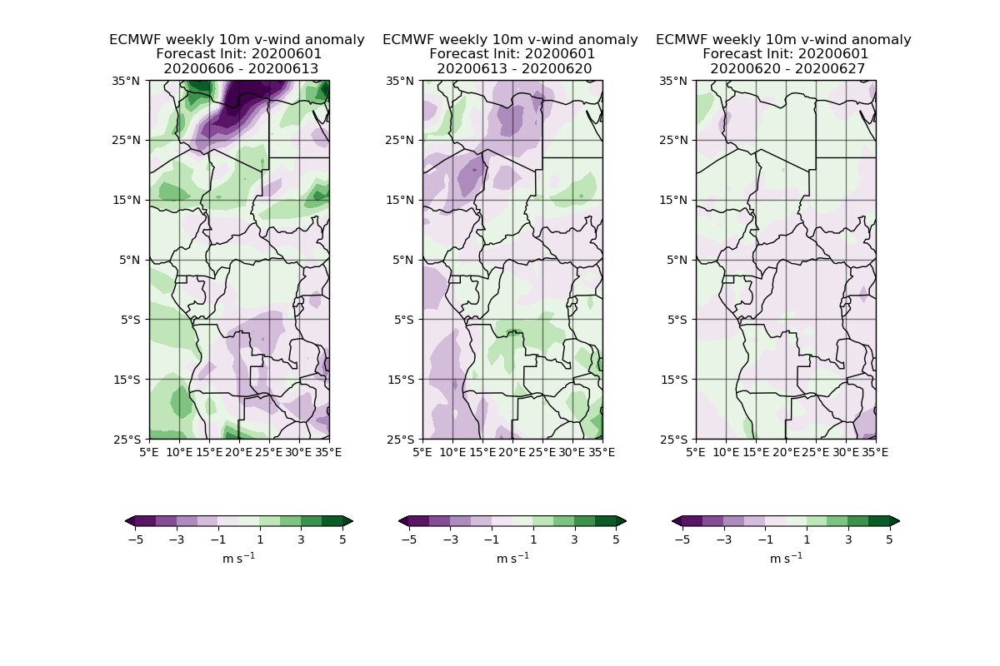 ECMWF weekly 10m v-wind anomaly
Forecast Init: 20200601
20200606 - 20200613
35°N
25°N
15°N
5°N
5°S
15°S
25°S
5°E 10°E 15°E 20°E 25°E 30°E 35°E
−5 −3 −1 1 3 5
m s⁻¹
ECMWF weekly 10m v-wind anomaly
Forecast Init: 20200601
20200613 - 20200620
35°N
25°N
15°N
5°N
5°S
15°S
25°S
5°E 10°E 15°E 20°E 25°E 30°E 35°E
−5 −3 −1 1 3 5
m s⁻¹
ECMWF weekly 10m v-wind anomaly
Forecast Init: 20200601
20200620 - 20200627
35°N
25°N
15°N
5°N
5°S
15°S
25°S
5°E 10°E 15°E 20°E 25°E 30°E 35°E
−5 −3 −1 1 3 5
m s⁻¹